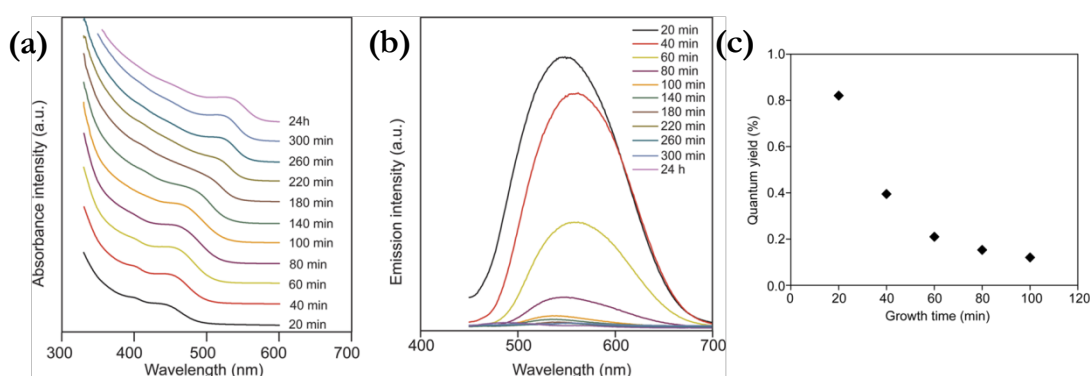 (a)
Absorbance intensity (a.u.)
24h
300 min
260 min
220 min
180 min
140 min
100 min
80 min
60 min
40 min
20 min
300
400
500
600
700
Wavelength (nm)
(b)
Emission intensity (a.u.)
20 min
40 min
60 min
80 min
100 min
140 min
180 min
220 min
260 min
300 min
24 h
400
500
600
700
Wavelength (nm)
(c)
Quantum yield (%)
1.0
0.8
0.6
0.4
0.2
0.0
0
20
40
60
80
100
120
Growth time (min)